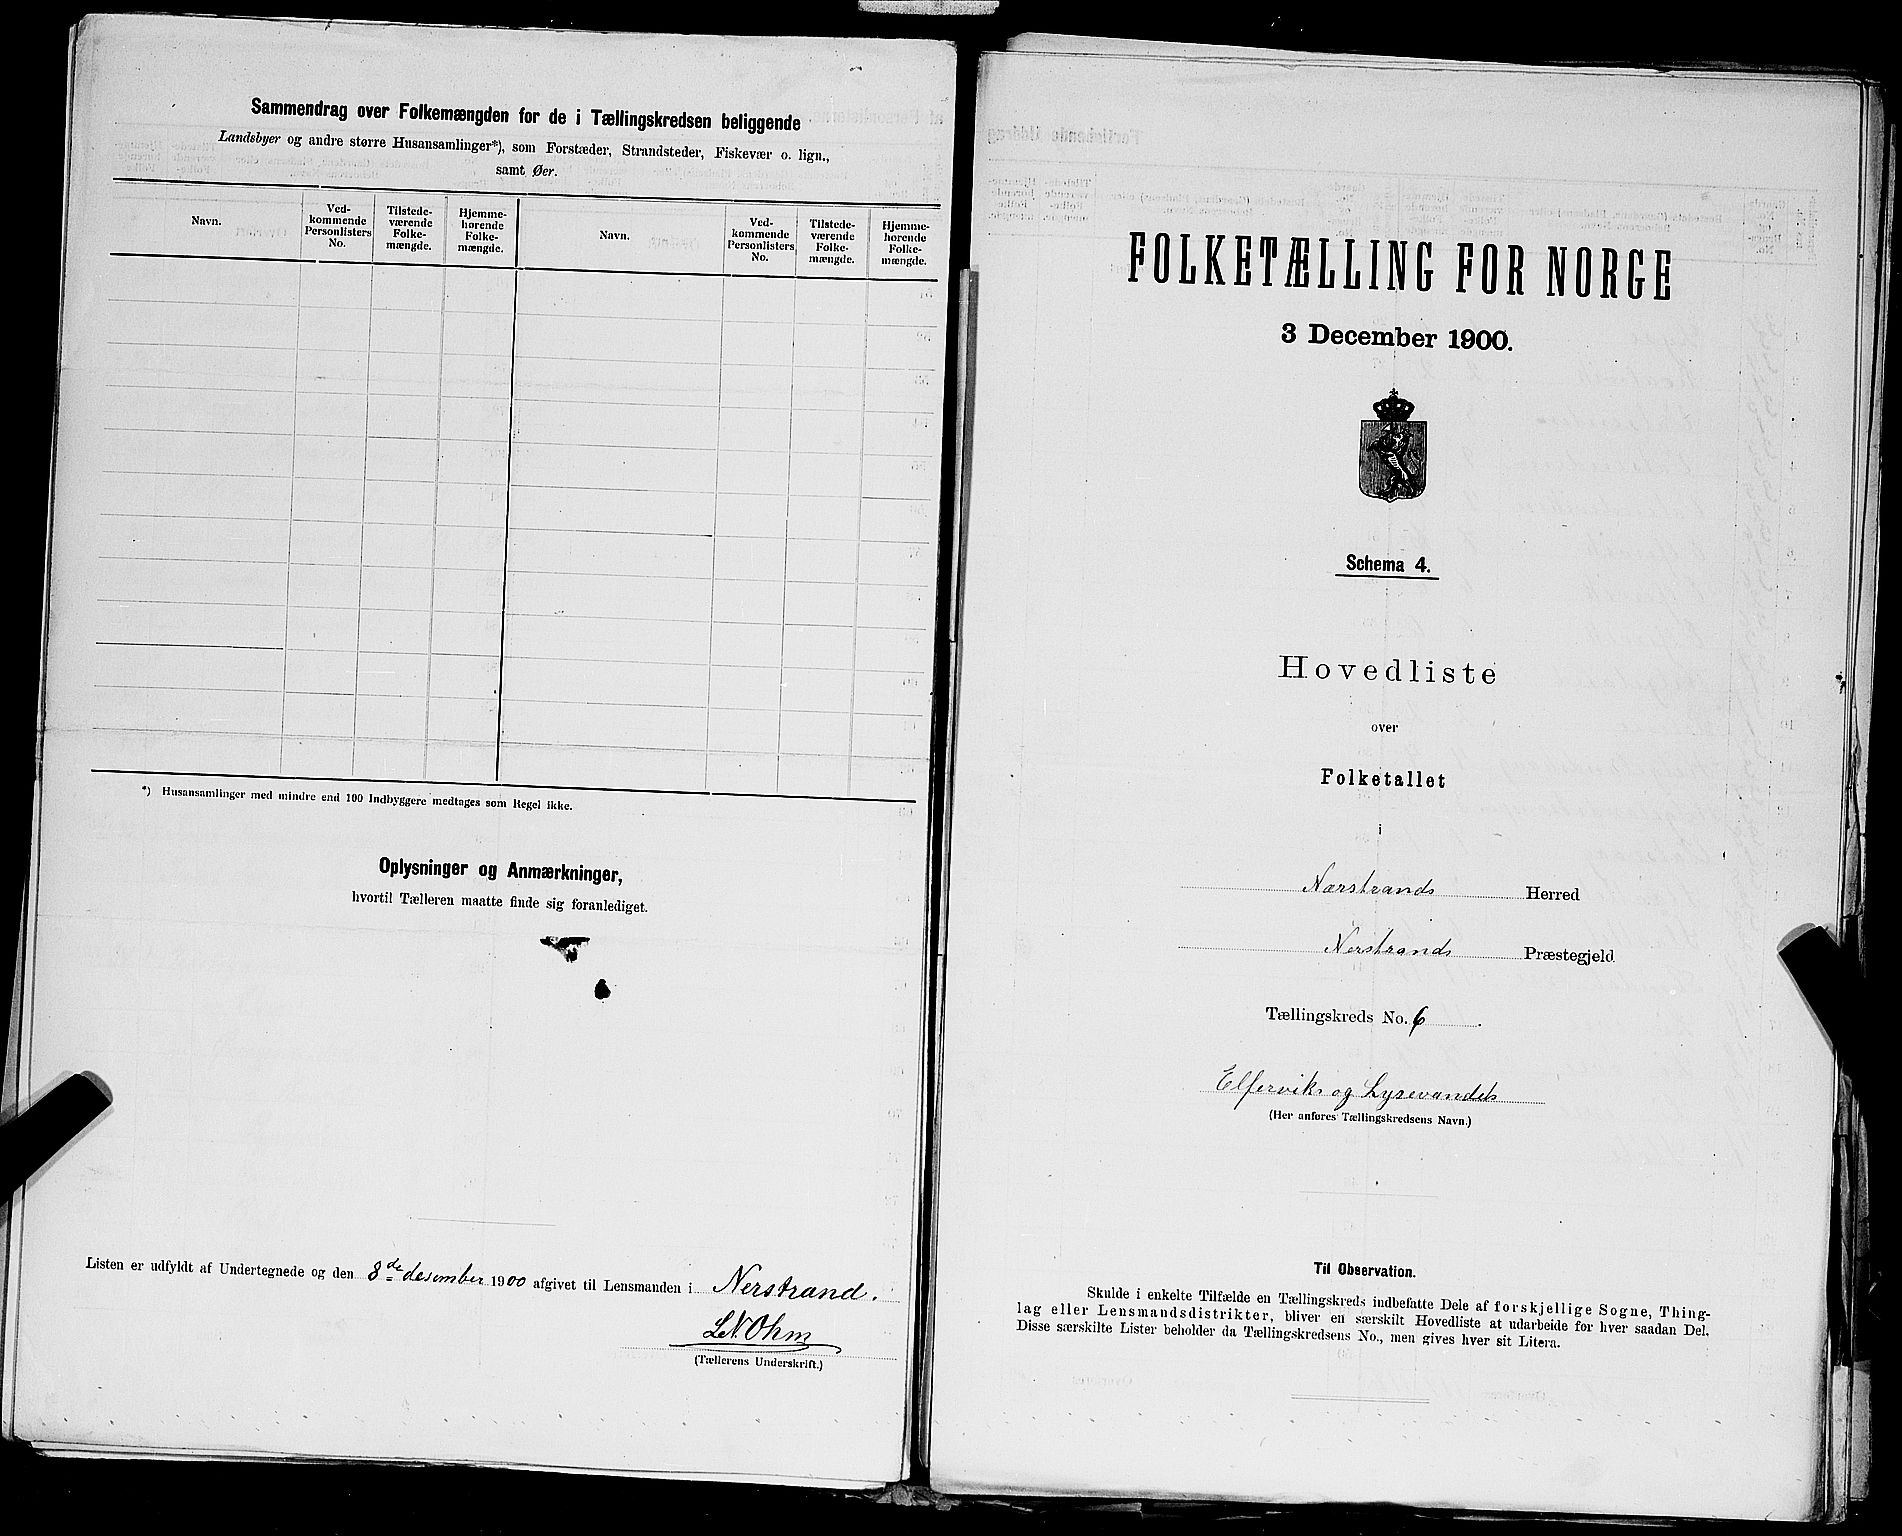 Sammendrag over Folkemængden for de i Tællingskredsen beliggende
Landsbyer og andre større Husansamlinger*), som Forstæder, Strandsteder, Fiskevær o. lign.,
samt Øer.
Navn.
Ved-
kommende
Personlisters
No.
Tilstede-
værende
Folke-
mængde.
Hjemme-
hørende
Folke-
mængde.
Navn.
Ved-
kommende
Personlisters
No.
Tilstede-
værende
Folke-
mængde.
Hjemme-
hørende
Folke-
mængde.
*) Husansamlinger med mindre end 100 Indbyggere medtages som Regel ikke.
Oplysninger og Anmærkninger,
hvortil Tælleren maatte finde sig foranlediget.
Listen er udfyldt af Undertegnede og den 8de desember 1900 afgivet til Lensmanden i Nerstrand.
L. N. Ohm
(Tællerens Underskrift.)
FOLKETÆLLING FOR NORGE
3 December 1900.
Schema 4.
Hovedliste
over
Folketallet
i
Nærstrands Herred
Nerstrands Præstegjeld
Tællingskreds No. 6.
Elferviks og Lysevandets
(Her anføres Tællingskredsens Navn.)
Til Observation.
Skulde i enkelte Tilfælde en Tællingskreds indbefatte Dele af forskjellige Sogne, Thing-
lag eller Lensmandsdistrikter, bliver en særskilt Hovedliste at udarbeide for hver saadan Del.
Disse særskilte Lister beholder da Tællingskredsens No., men gives hver sit Litera.